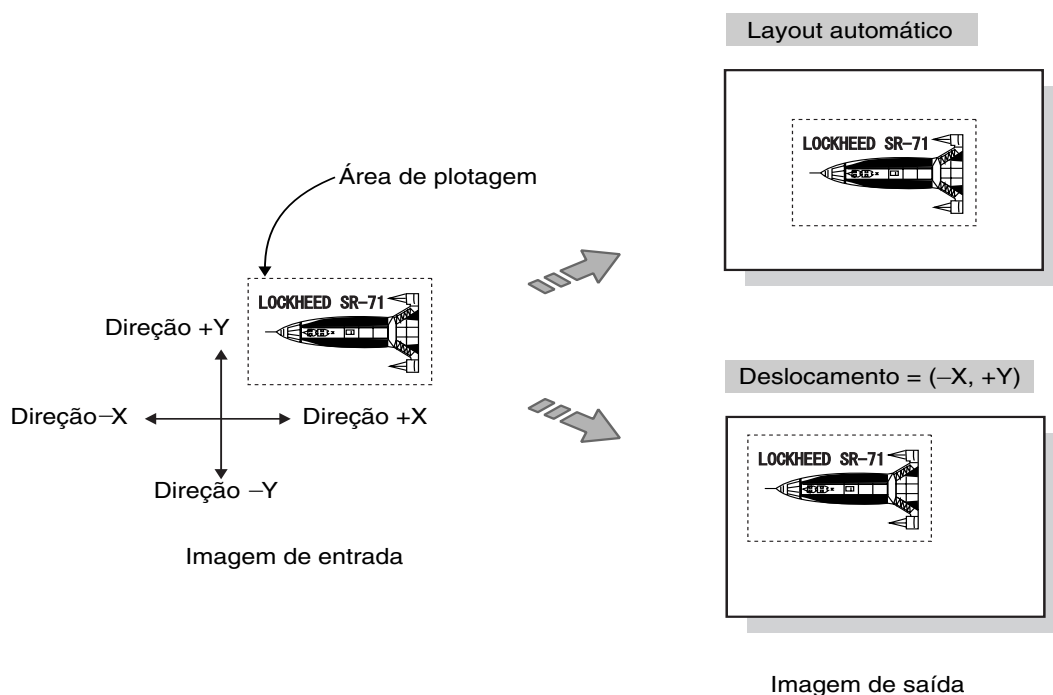 Layout automático
LOCKHEED SR-71
Área de plotagem
LOCKHEED SR-71
Direção +Y
Direção–X
Direção +X
Direção –Y
Imagem de entrada
Deslocamento = (–X, +Y)
LOCKHEED SR-71
Imagem de saída